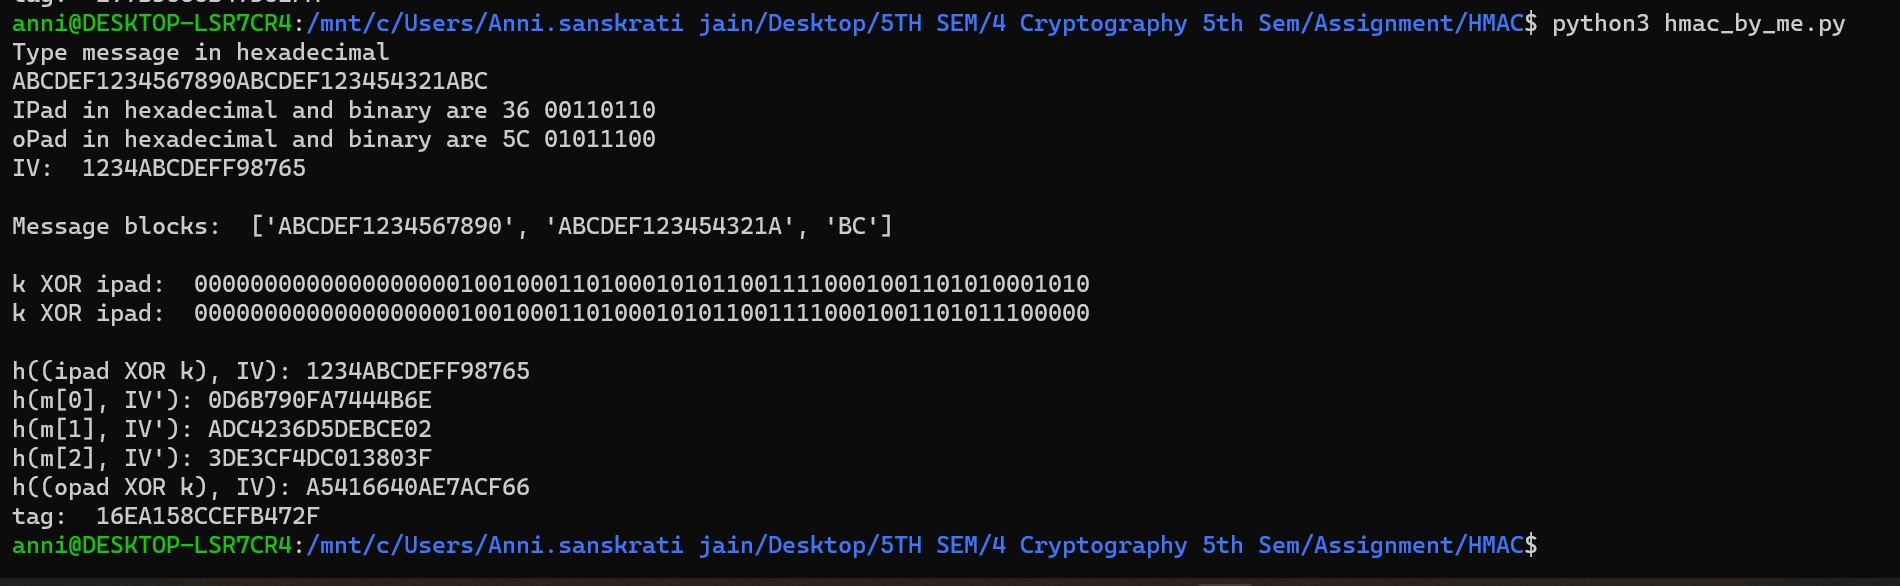 anni@DESKTOP-LSR7CR4:/mnt/c/Users/Anni.sanskrati jain/Desktop/5TH SEM/4 Cryptography 5th Sem/Assignment/HMAC$ python3 hmac_by_me.py
Type message in hexadecimal
ABCDEF1234567890ABCDEF123454321ABC
IPad in hexadecimal and binary are 36 00110110
oPad in hexadecimal and binary are 5C 01011100
IV:  1234ABCDEFF98765
Message blocks:  ['ABCDEF1234567890', 'ABCDEF123454321A', 'BC']
k XOR ipad:  0000000000000000000100100011010001010110011110001001101010001010
k XOR ipad:  0000000000000000000100100011010001010110011110001001101011100000
h((ipad XOR k), IV): 1234ABCDEFF98765
h(m[0], IV'): 0D6B790FA7444B6E
h(m[1], IV'): ADC4236D5DEBCE02
h(m[2], IV'): 3DE3CF4DC013803F
h((opad XOR k), IV): A5416640AE7ACF66
tag:  16EA158CCEFB472F
anni@DESKTOP-LSR7CR4:/mnt/c/Users/Anni.sanskrati jain/Desktop/5TH SEM/4 Cryptography 5th Sem/Assignment/HMAC$